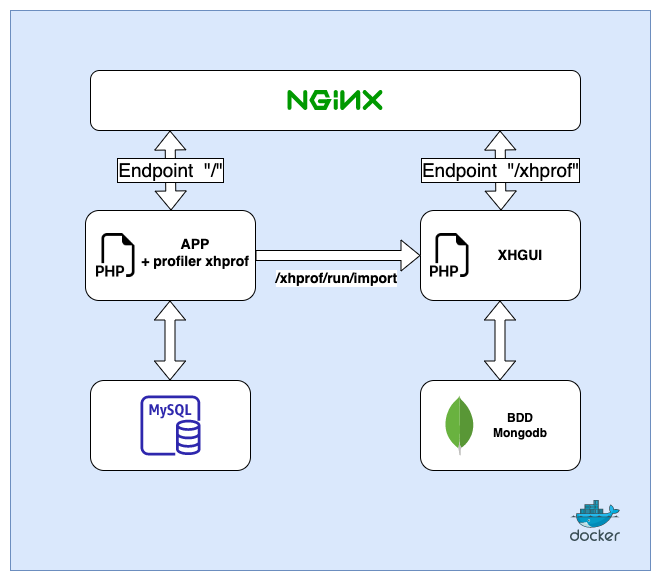 NGiNX
Endpoint "/"
Endpoint "/xhprof"
PHP
APP
+ profiler xhprof
/xhprof/run/import
PHP
XHGUI
MySQL
BDD
Mongodb
docker